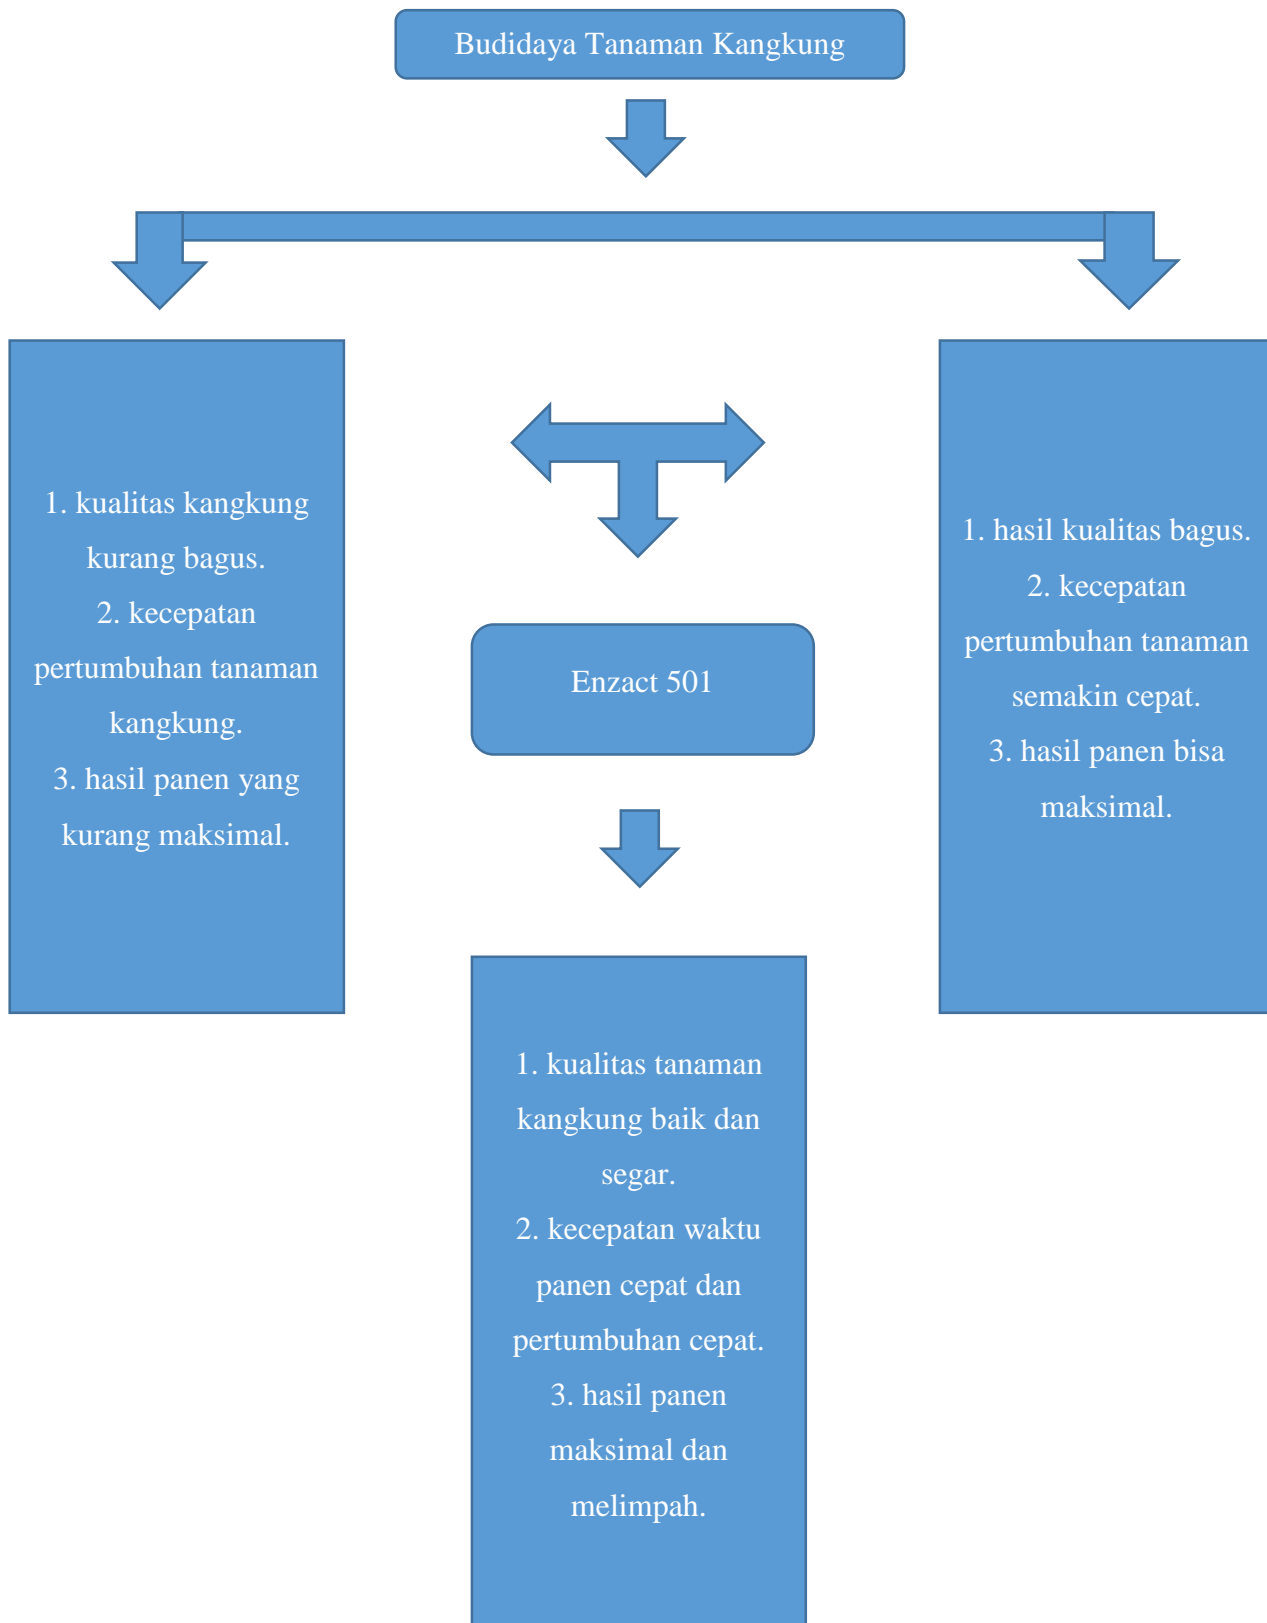 Budidaya Tanaman Kangkung
1. kualitas kangkung
kurang bagus.
2. kecepatan
pertumbuhan tanaman
kangkung.
3. hasil panen yang
kurang maksimal.
1. hasil kualitas bagus.
2. kecepatan
pertumbuhan tanaman
semakin cepat.
3. hasil panen bisa
maksimal.
Enzact 501
1. kualitas tanaman
kangkung baik dan
segar.
2. kecepatan waktu
panen cepat dan
pertumbuhan cepat.
3. hasil panen
maksimal dan
melimpah.